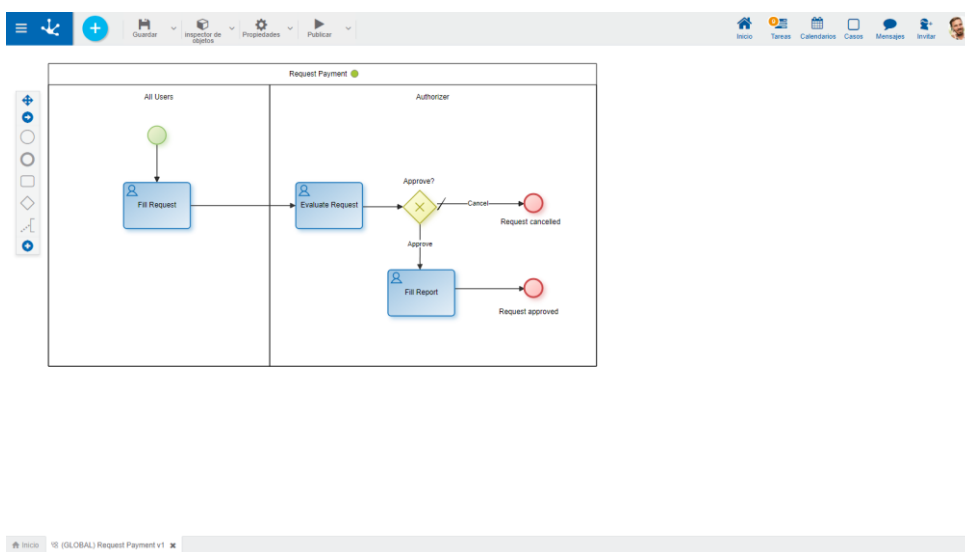 Guardar
inspector de
objetos
Propiedades
Publicar
Inicio
6
Tareas
Calendarios
Casos
Mensajes
Invitar
Request Payment
All Users
Authorizer
Fill Request
Evaluate Request
Approve?
Cancel
Request cancelled
Approve
Fill Report
Request approved
Inicio
(GLOBAL) Request Payment v1